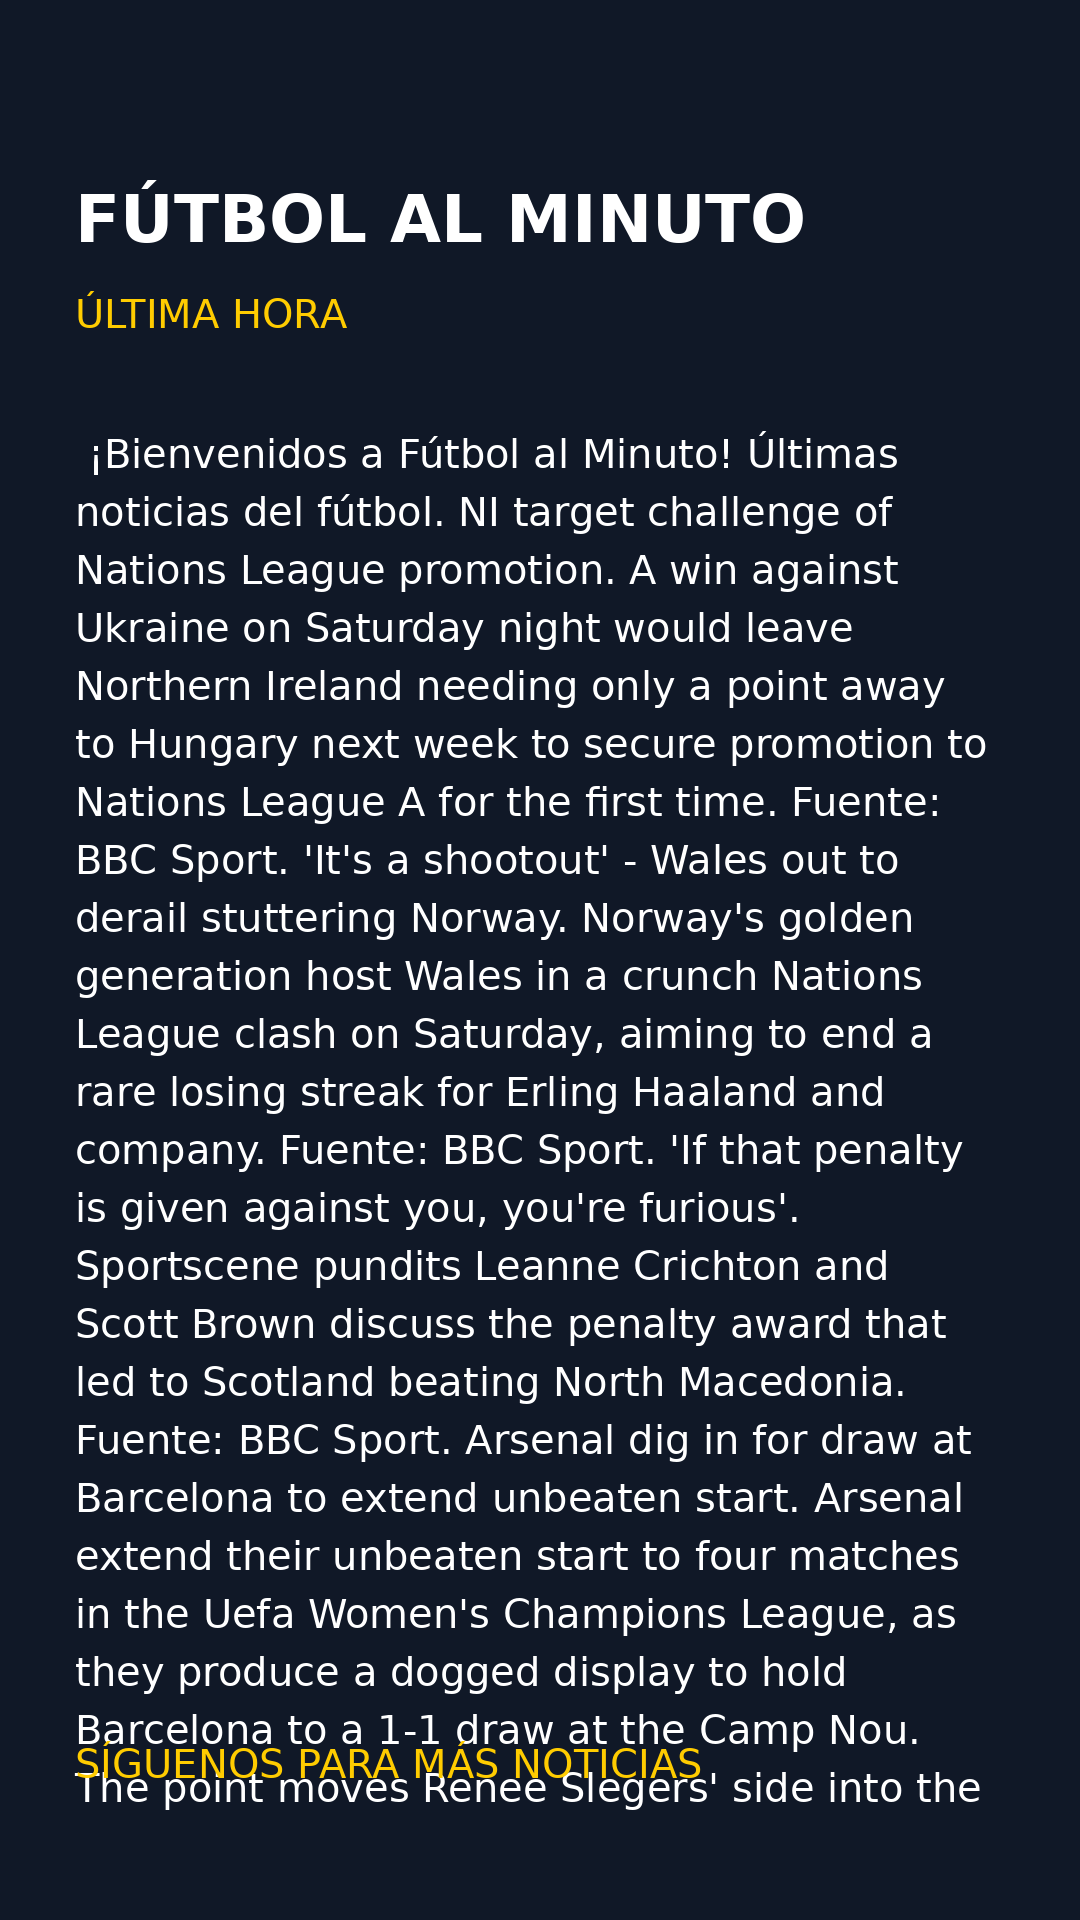 FÚTBOL AL MINUTO
ÚLTIMA HORA
¡Bienvenidos a Fútbol al Minuto! Últimas
noticias del fútbol. NI target challenge of
Nations League promotion. A win against
Ukraine on Saturday night would leave
Northern Ireland needing only a point away
to Hungary next week to secure promotion to
Nations League A for the first time. Fuente:
BBC Sport. 'It's a shootout' - Wales out to
derail stuttering Norway. Norway's golden
generation host Wales in a crunch Nations
League clash on Saturday, aiming to end a
rare losing streak for Erling Haaland and
company. Fuente: BBC Sport. 'If that penalty
is given against you, you're furious'.
Sportscene pundits Leanne Crichton and
Scott Brown discuss the penalty award that
led to Scotland beating North Macedonia.
Fuente: BBC Sport. Arsenal dig in for draw at
Barcelona to extend unbeaten start. Arsenal
extend their unbeaten start to four matches
in the Uefa Women's Champions League, as
they produce a dogged display to hold
Barcelona to a 1-1 draw at the Camp Nou.
SÍGUENOS PARA MÁS NOTICIAS
The point moves Renee Slegers' side into the